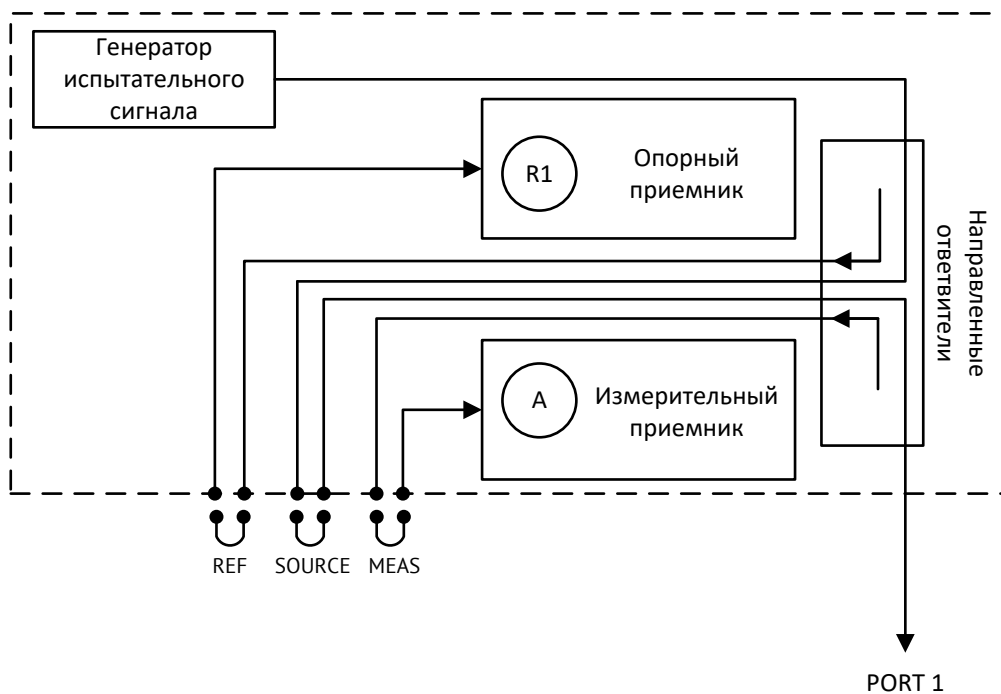 Генератор
испытательного
сигнала
R1
Опорный
приемник
Направленные
ответвители
A
Измерительный
приемник
REF
SOURCE
MEAS
PORT 1